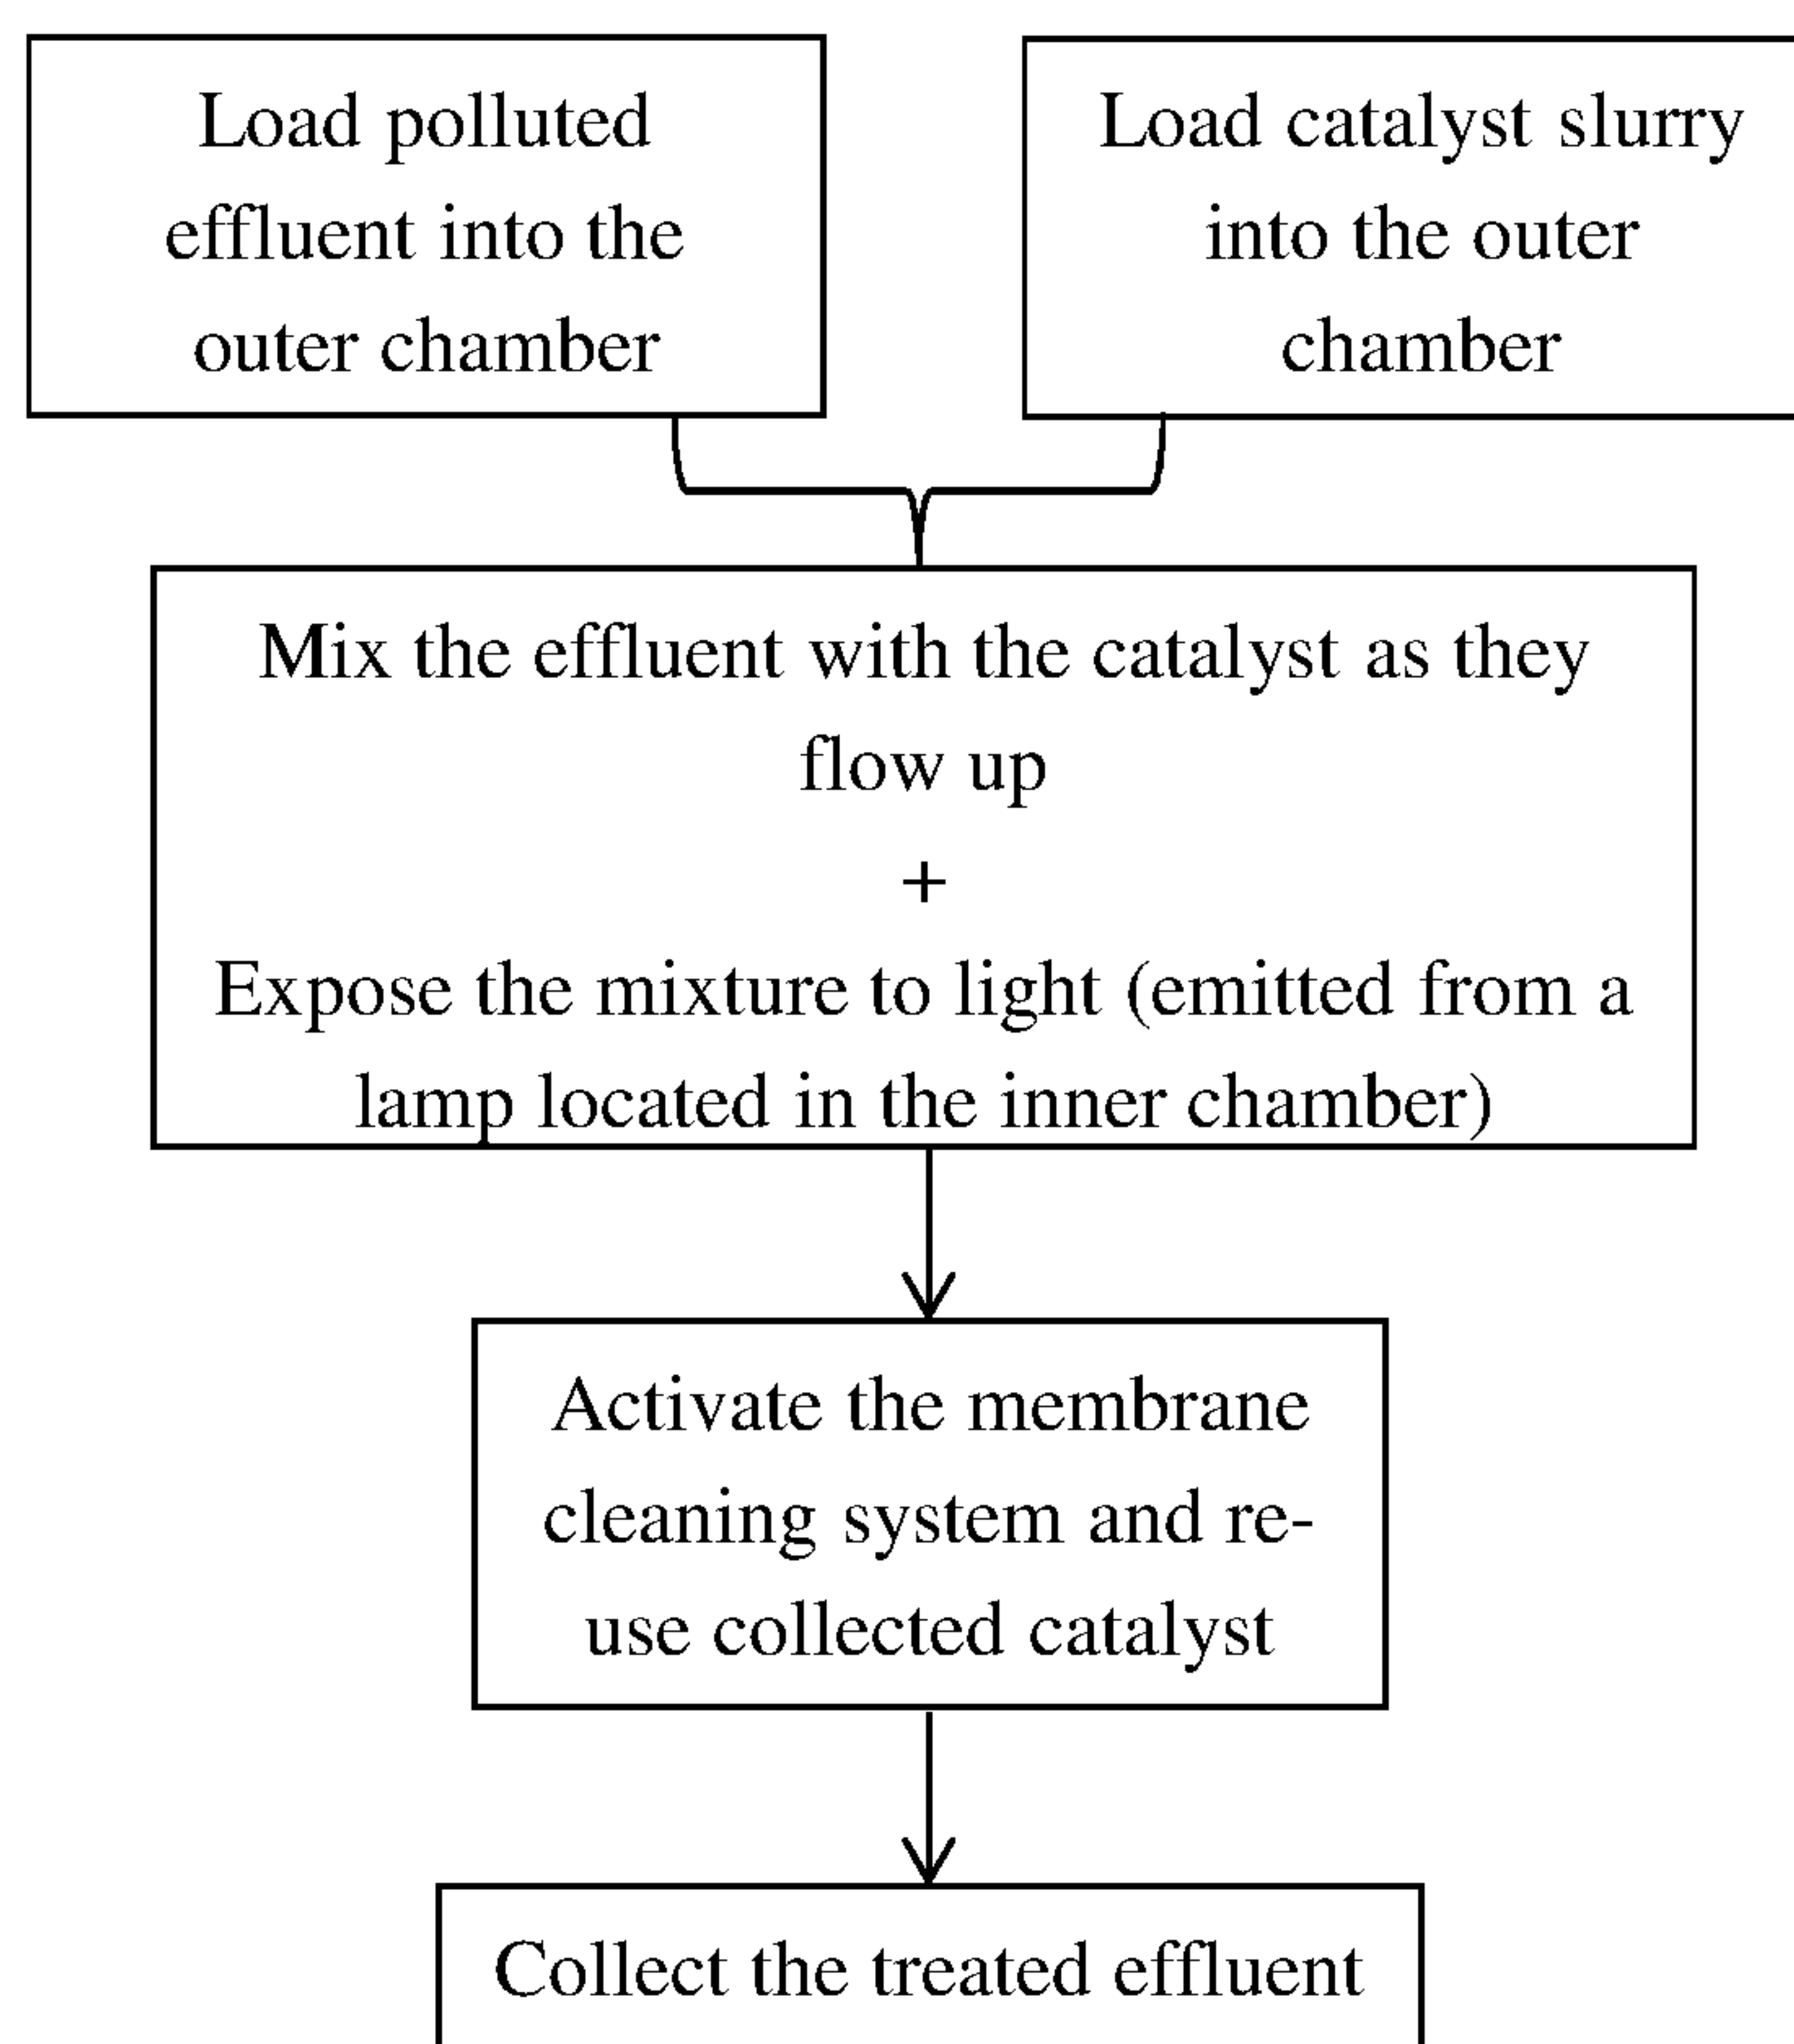 Load polluted
effluent into the
outer chamber
Load catalyst slurry
into the outer
chamber
Mix the effluent with the catalyst as they
flow up
+
Expose the mixture to light (emitted from a
lamp located in the inner chamber)
Activate the membrane
cleaning system and re-
use collected catalyst
Collect the treated effluent